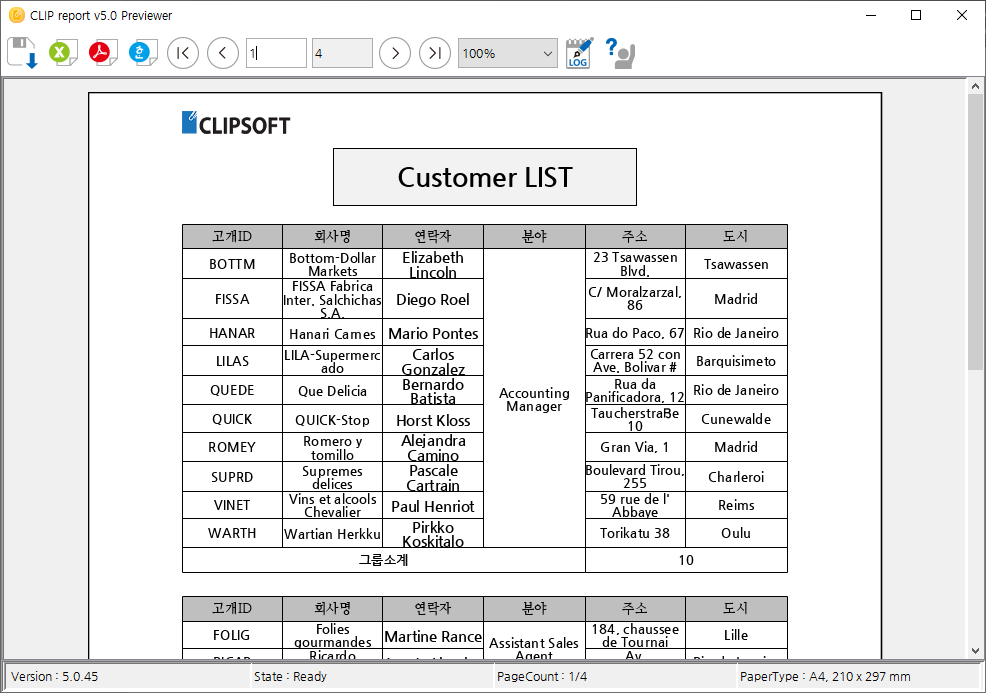 CLIP report v5.0 Previewer
1 4 100% LOG
CLIPSOFT
Customer LIST
고개ID 회사명 연락자 분야 주소 도시
BOTTM Bottom-Dollar Markets Elizabeth Lincoln Accounting Manager 23 Tsawassen Blvd. Tsawassen
FISSA FISSA Fabrica Inter. Salchichas S.A. Diego Roel C/ Moralzarzal, 86 Madrid
HANAR Hanari Carnes Mario Pontes Rua do Paco, 67 Rio de Janeiro
LILAS LILA-Supermercado Carlos Gonzalez Carrera 52 con Ave. Bolivar # Barquisimeto
QUEDE Que Delicia Bernardo Batista Rua da Panificadora, 12 Rio de Janeiro
QUICK QUICK-Stop Horst Kloss TaucherstraBe 10 Cunewalde
ROMEY Romero y tomillo Alejandra Camino Gran Via, 1 Madrid
SUPRD Supremes delices Pascale Cartrain Boulevard Tirou, 255 Charleroi
VINET Vins et alcools Chevalier Paul Henriot 59 rue de l' Abbaye Reims
WARTH Wartian Herkku Pirkko Koskitalo Torikatu 38 Oulu
그룹소계 10
고개ID 회사명 연락자 분야 주소 도시
FOLIG Folies gourmandes Martine Rance Assistant Sales Agent 184, chaussee de Tournai Lille
Ricardo Av.
Version : 5.0.45 State : Ready PageCount : 1/4 PaperType : A4, 210 x 297 mm